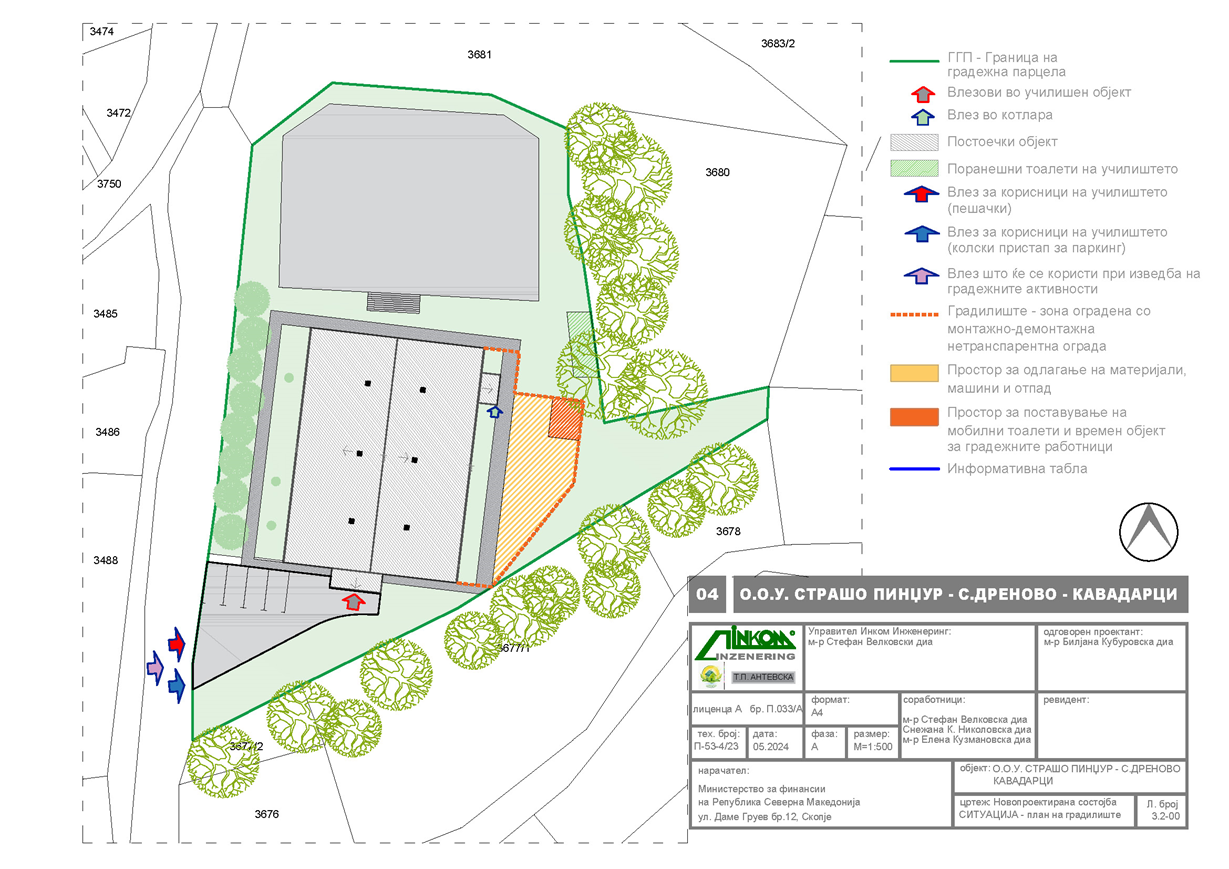 3474
3681
3683/2
3472
3680
3750
3485
3486
3488
3678
3677/1
3677/2
3676
ГГП - Граница на
градежна парцела
Влезови во училишен објект
Влез во котлара
Постоечки објект
Поранешни тоалети на училиштето
Влез за корисници на училиштето
(пешачки)
Влез за корисници на училиштето
(колски пристап за паркинг)
Влез што ќе се користи при изведба на
градежните активности
Градилиште - зона оградена со
монтажно-демонтажна
нетранспарентна ограда
Простор за одлагање на материјали,
машини и отпад
Простор за поставување на
мобилни тоалети и времен објект
за градежните работници
Информативна табла
04 О.О.У. СТРАШО ПИНЏУР - С.ДРЕНОВО - КАВАДАРЦИ
ИНКОМ
INZENERING
Т.П. АНТЕВСКА
Управител Инком Инженеринг:
м-р Стефан Велковски диа
одговорен проектант:
м-р Билјана Кубуровска диа
лиценца А бр. П.033/А
формат:
А4
соработници:
м-р Стефан Велковска диа
Снежана К. Николовска диа
м-р Елена Кузмановска диа
ревидент:
тех. број:
П-53-4/23
дата:
05.2024
фаза:
А
размер:
М=1:500
нарачател:
Министерство за финансии
на Република Северна Македонија
ул. Даме Груев бр.12, Скопје
објект: О.О.У. СТРАШО ПИНЏУР - С.ДРЕНОВО
КАВАДАРЦИ
цртеж: Новопроектирана состојба
СИТУАЦИЈА - план на градилиште
Л. број
3.2-00